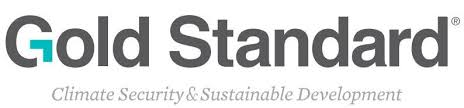 Gold Standard®
Climate Security & Sustainable Development